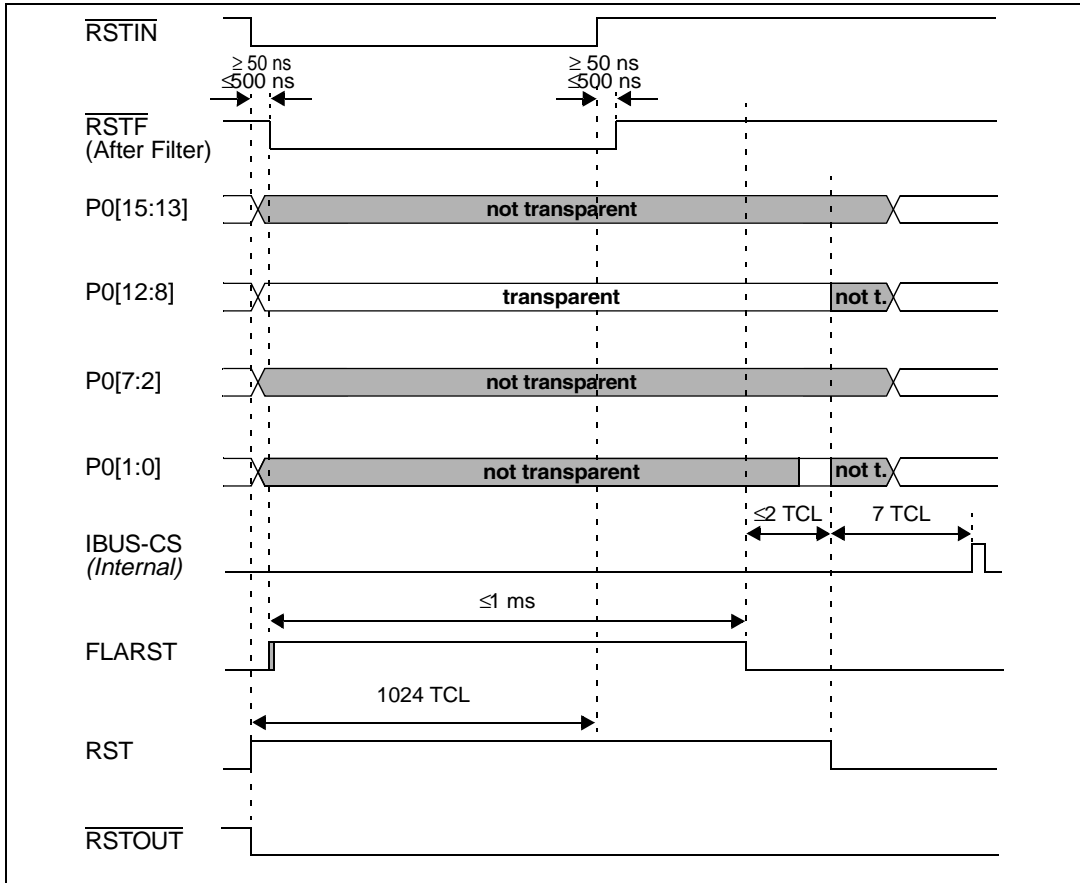 RSTIN
≥ 50 ns
≤500 ns
≥ 50 ns
≤500 ns
RSTF
(After Filter)
P0[15:13]
not transparent
P0[12:8]
transparent
not t.
P0[7:2]
not transparent
P0[1:0]
not transparent
not t.
≤2 TCL
7 TCL
IBUS-CS
(Internal)
≤1 ms
FLARST
1024 TCL
RST
RSTOUT